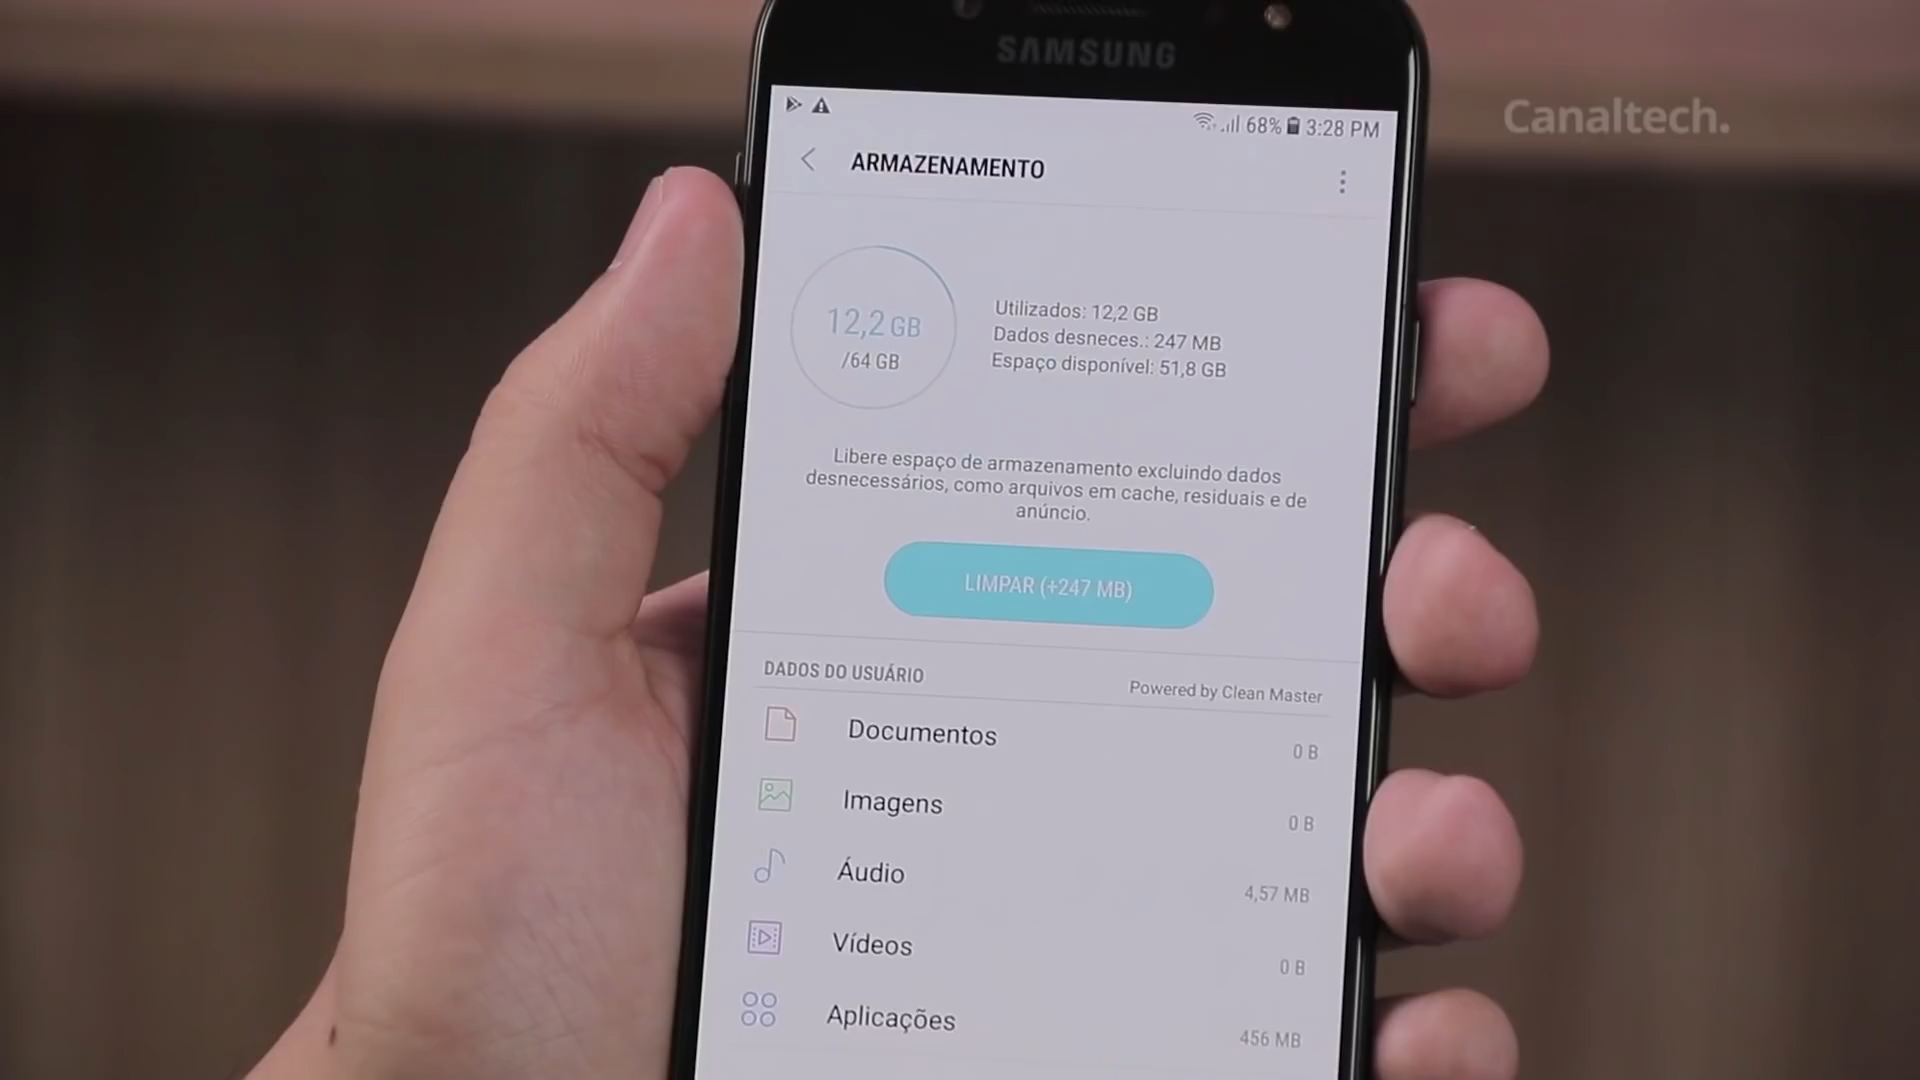 SAMSUNG
Canaltech.
68% 3:28 PM
ARMAZENAMENTO
12,2 GB
/64 GB
Utilizados: 12,2 GB
Dados desneces.: 247 MB
Espaço disponível: 51,8 GB
Libere espaço de armazenamento excluindo dados
desnecessários, como arquivos em cache, residuais e de
anúncio.
LIMPAR (+247 MB)
DADOS DO USUÁRIO
Powered by Clean Master
Documentos 0 B
Imagens 0 B
Áudio 4,57 MB
Vídeos 0 B
Aplicações 456 MB